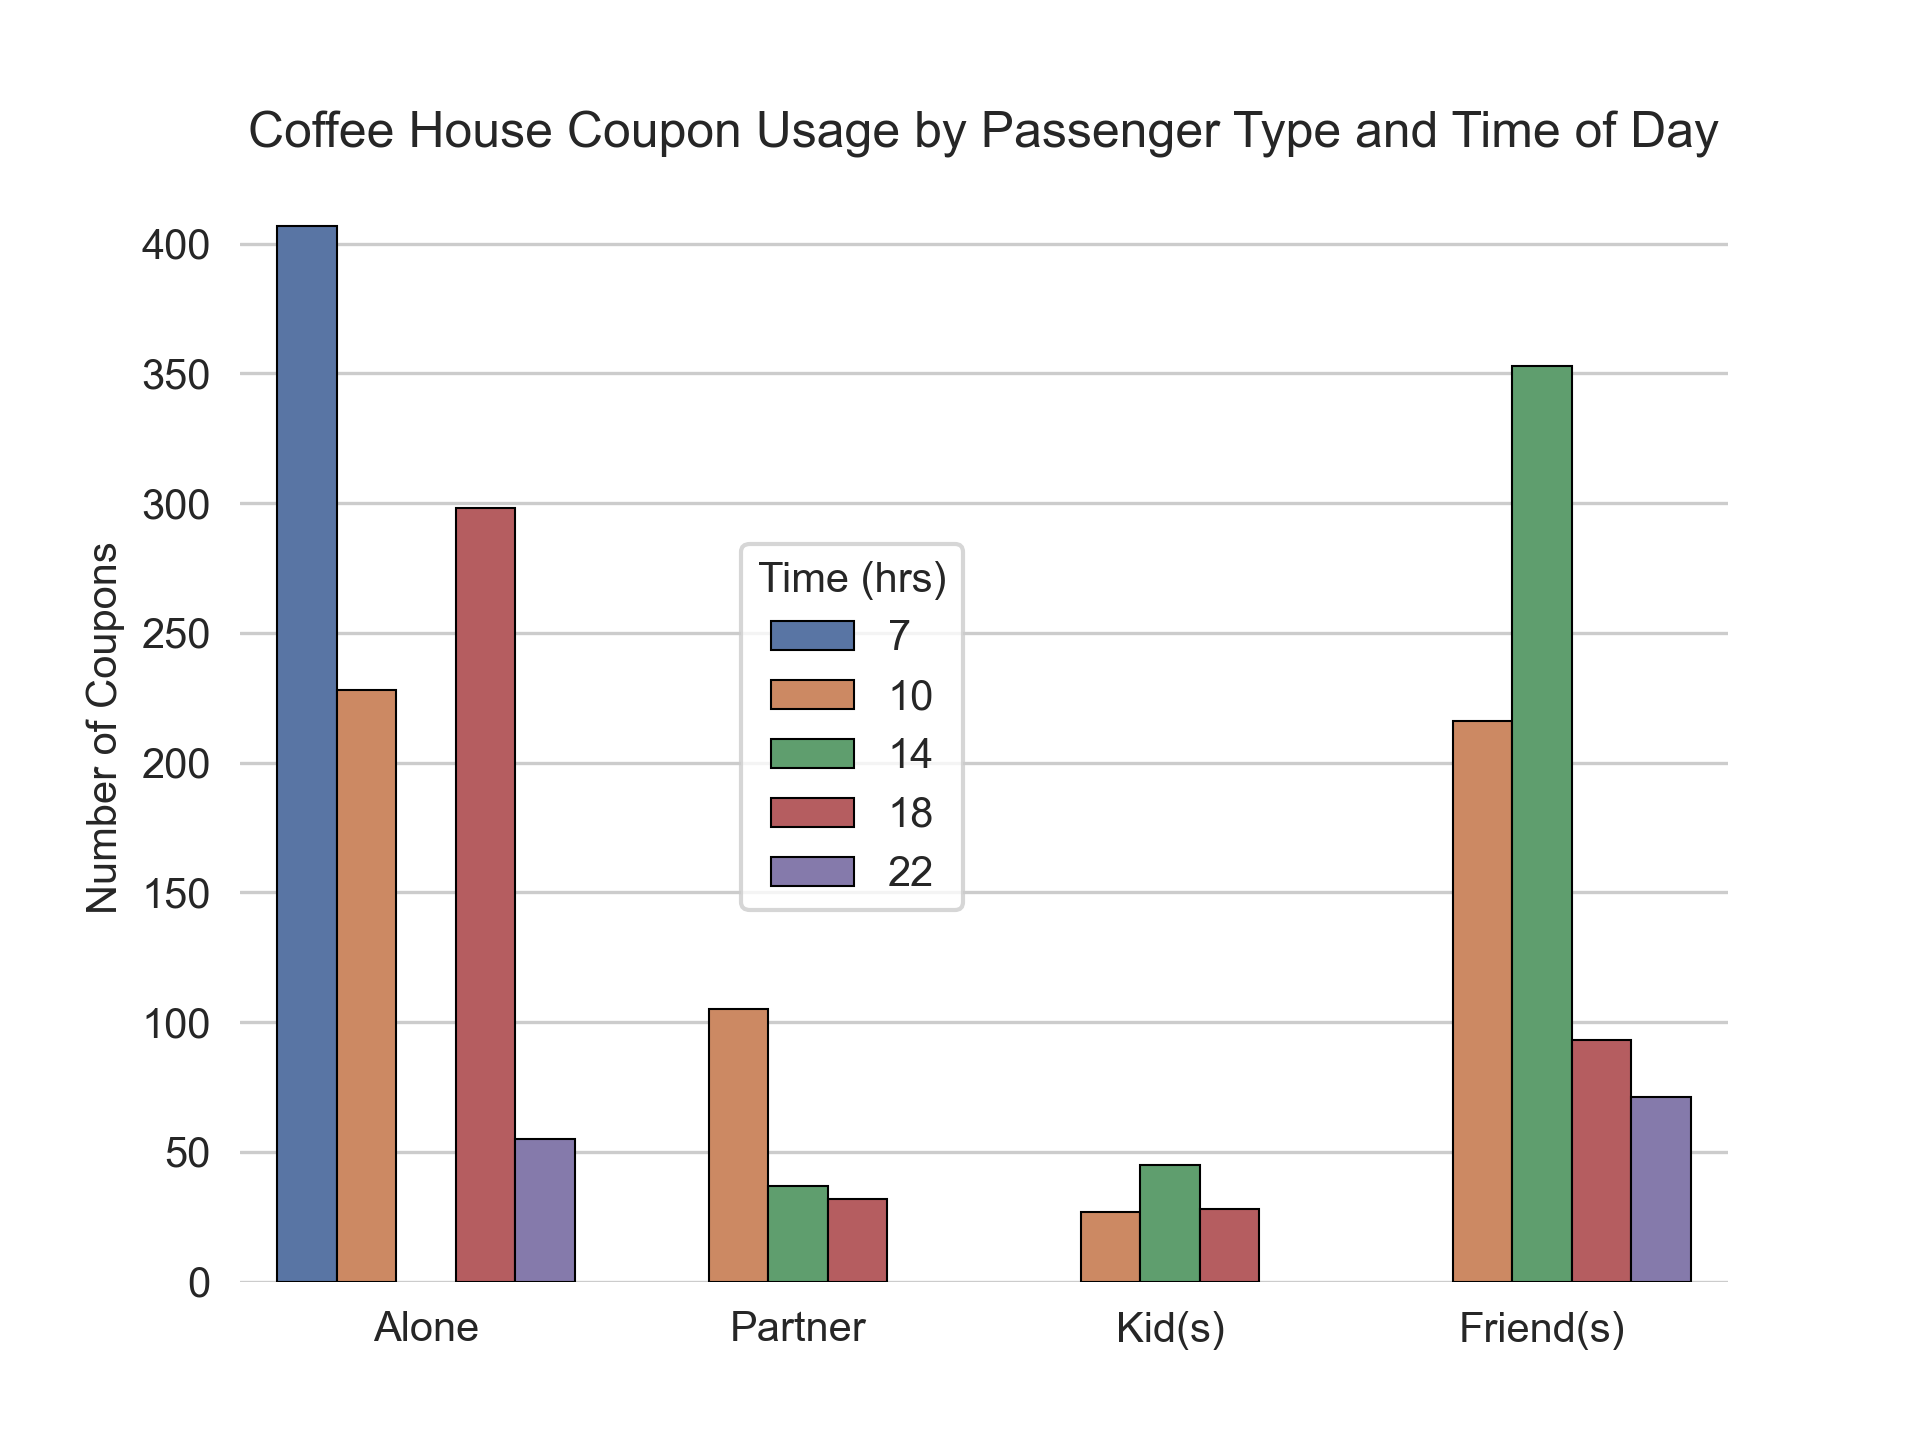 Coffee House Coupon Usage by Passenger Type and Time of Day
Number of Coupons
400
350
300
250
200
150
100
50
0
Time (hrs)
7
10
14
18
22
Alone
Partner
Kid(s)
Friend(s)